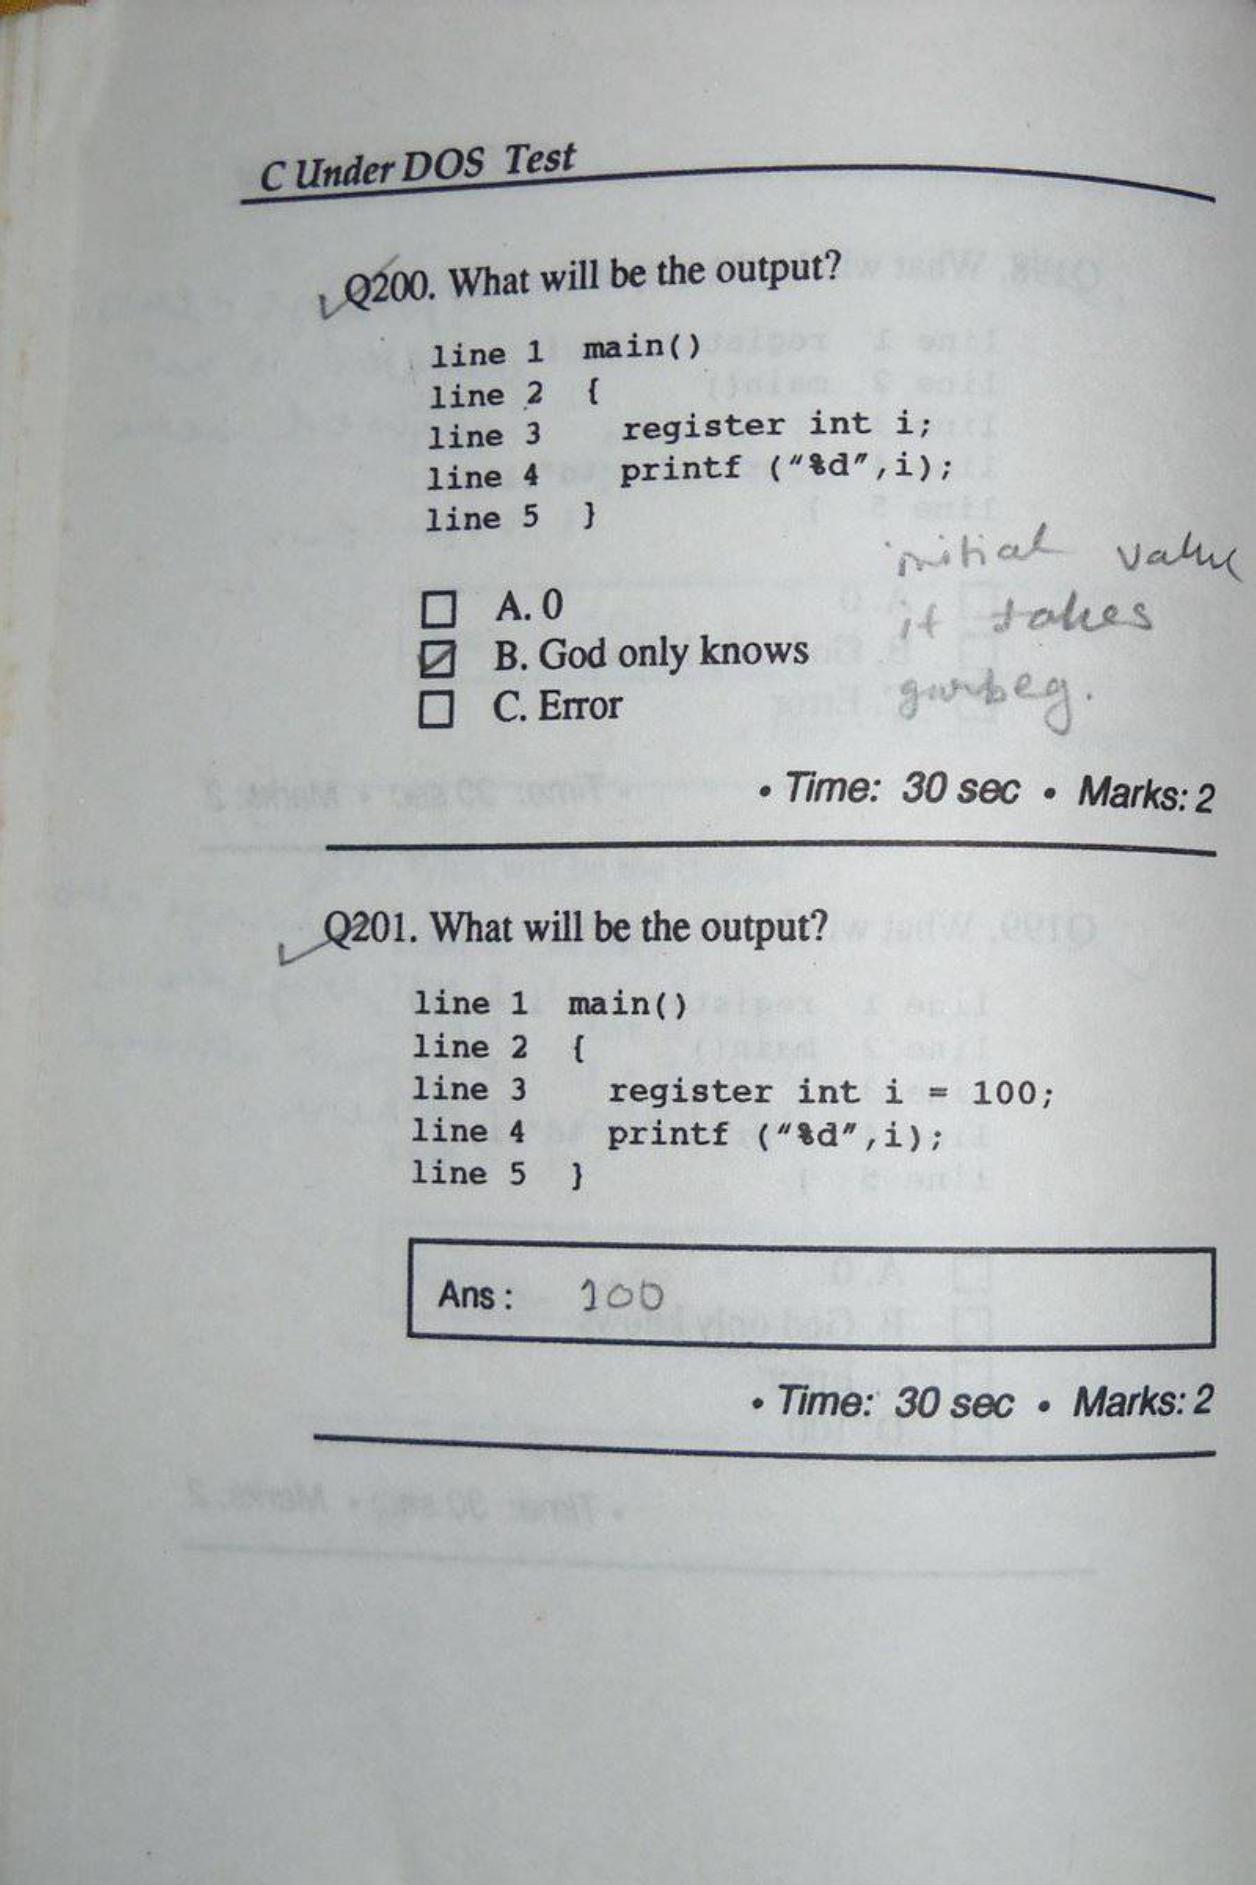 C Under DOS Test
Q200. What will be the output?
line 1 main()
line 2 {
line 3 register int i;
line 4 printf ("%d",i);
line 5 }
initial value
it takes
garbeg.
A. 0
B. God only knows
C. Error
• Time: 30 sec • Marks: 2
Q201. What will be the output?
line 1 main()
line 2 {
line 3 register int i = 100;
line 4 printf ("%d",i);
line 5 }
Ans: 100
• Time: 30 sec • Marks: 2